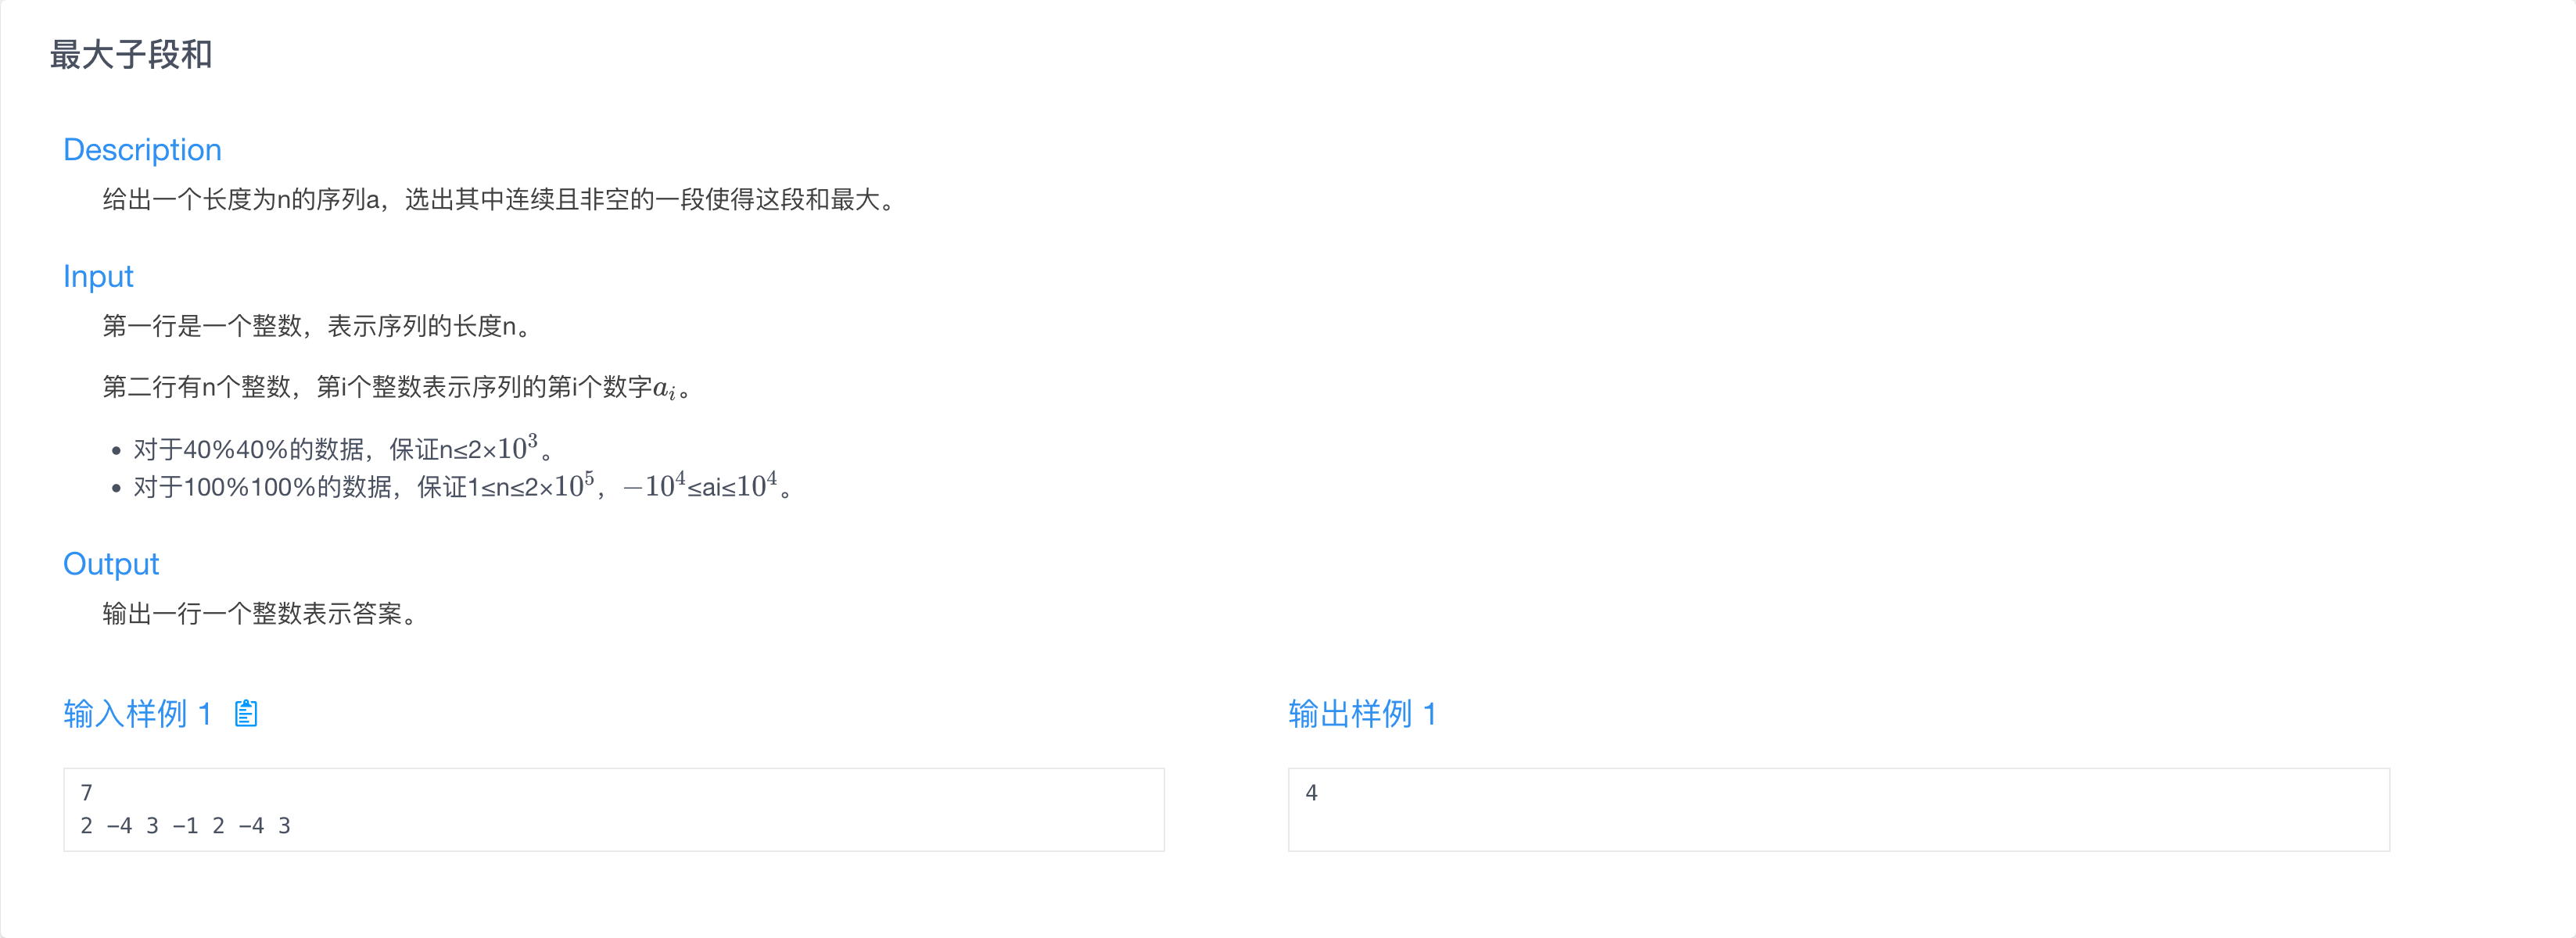 最大子段和
Description
给出一个长度为n的序列a，选出其中连续且非空的一段使得这段和最大。
Input
第一行是一个整数，表示序列的长度n。
第二行有n个整数，第i个整数表示序列的第i个数字$a_i$。
• 对于40%40%的数据，保证n≤2×$10^3$。
• 对于100%100%的数据，保证1≤n≤2×$10^5$，$-10^4$≤ai≤$10^4$。
Output
输出一行一个整数表示答案。
输入样例 1
7
2 -4 3 -1 2 -4 3
输出样例 1
4